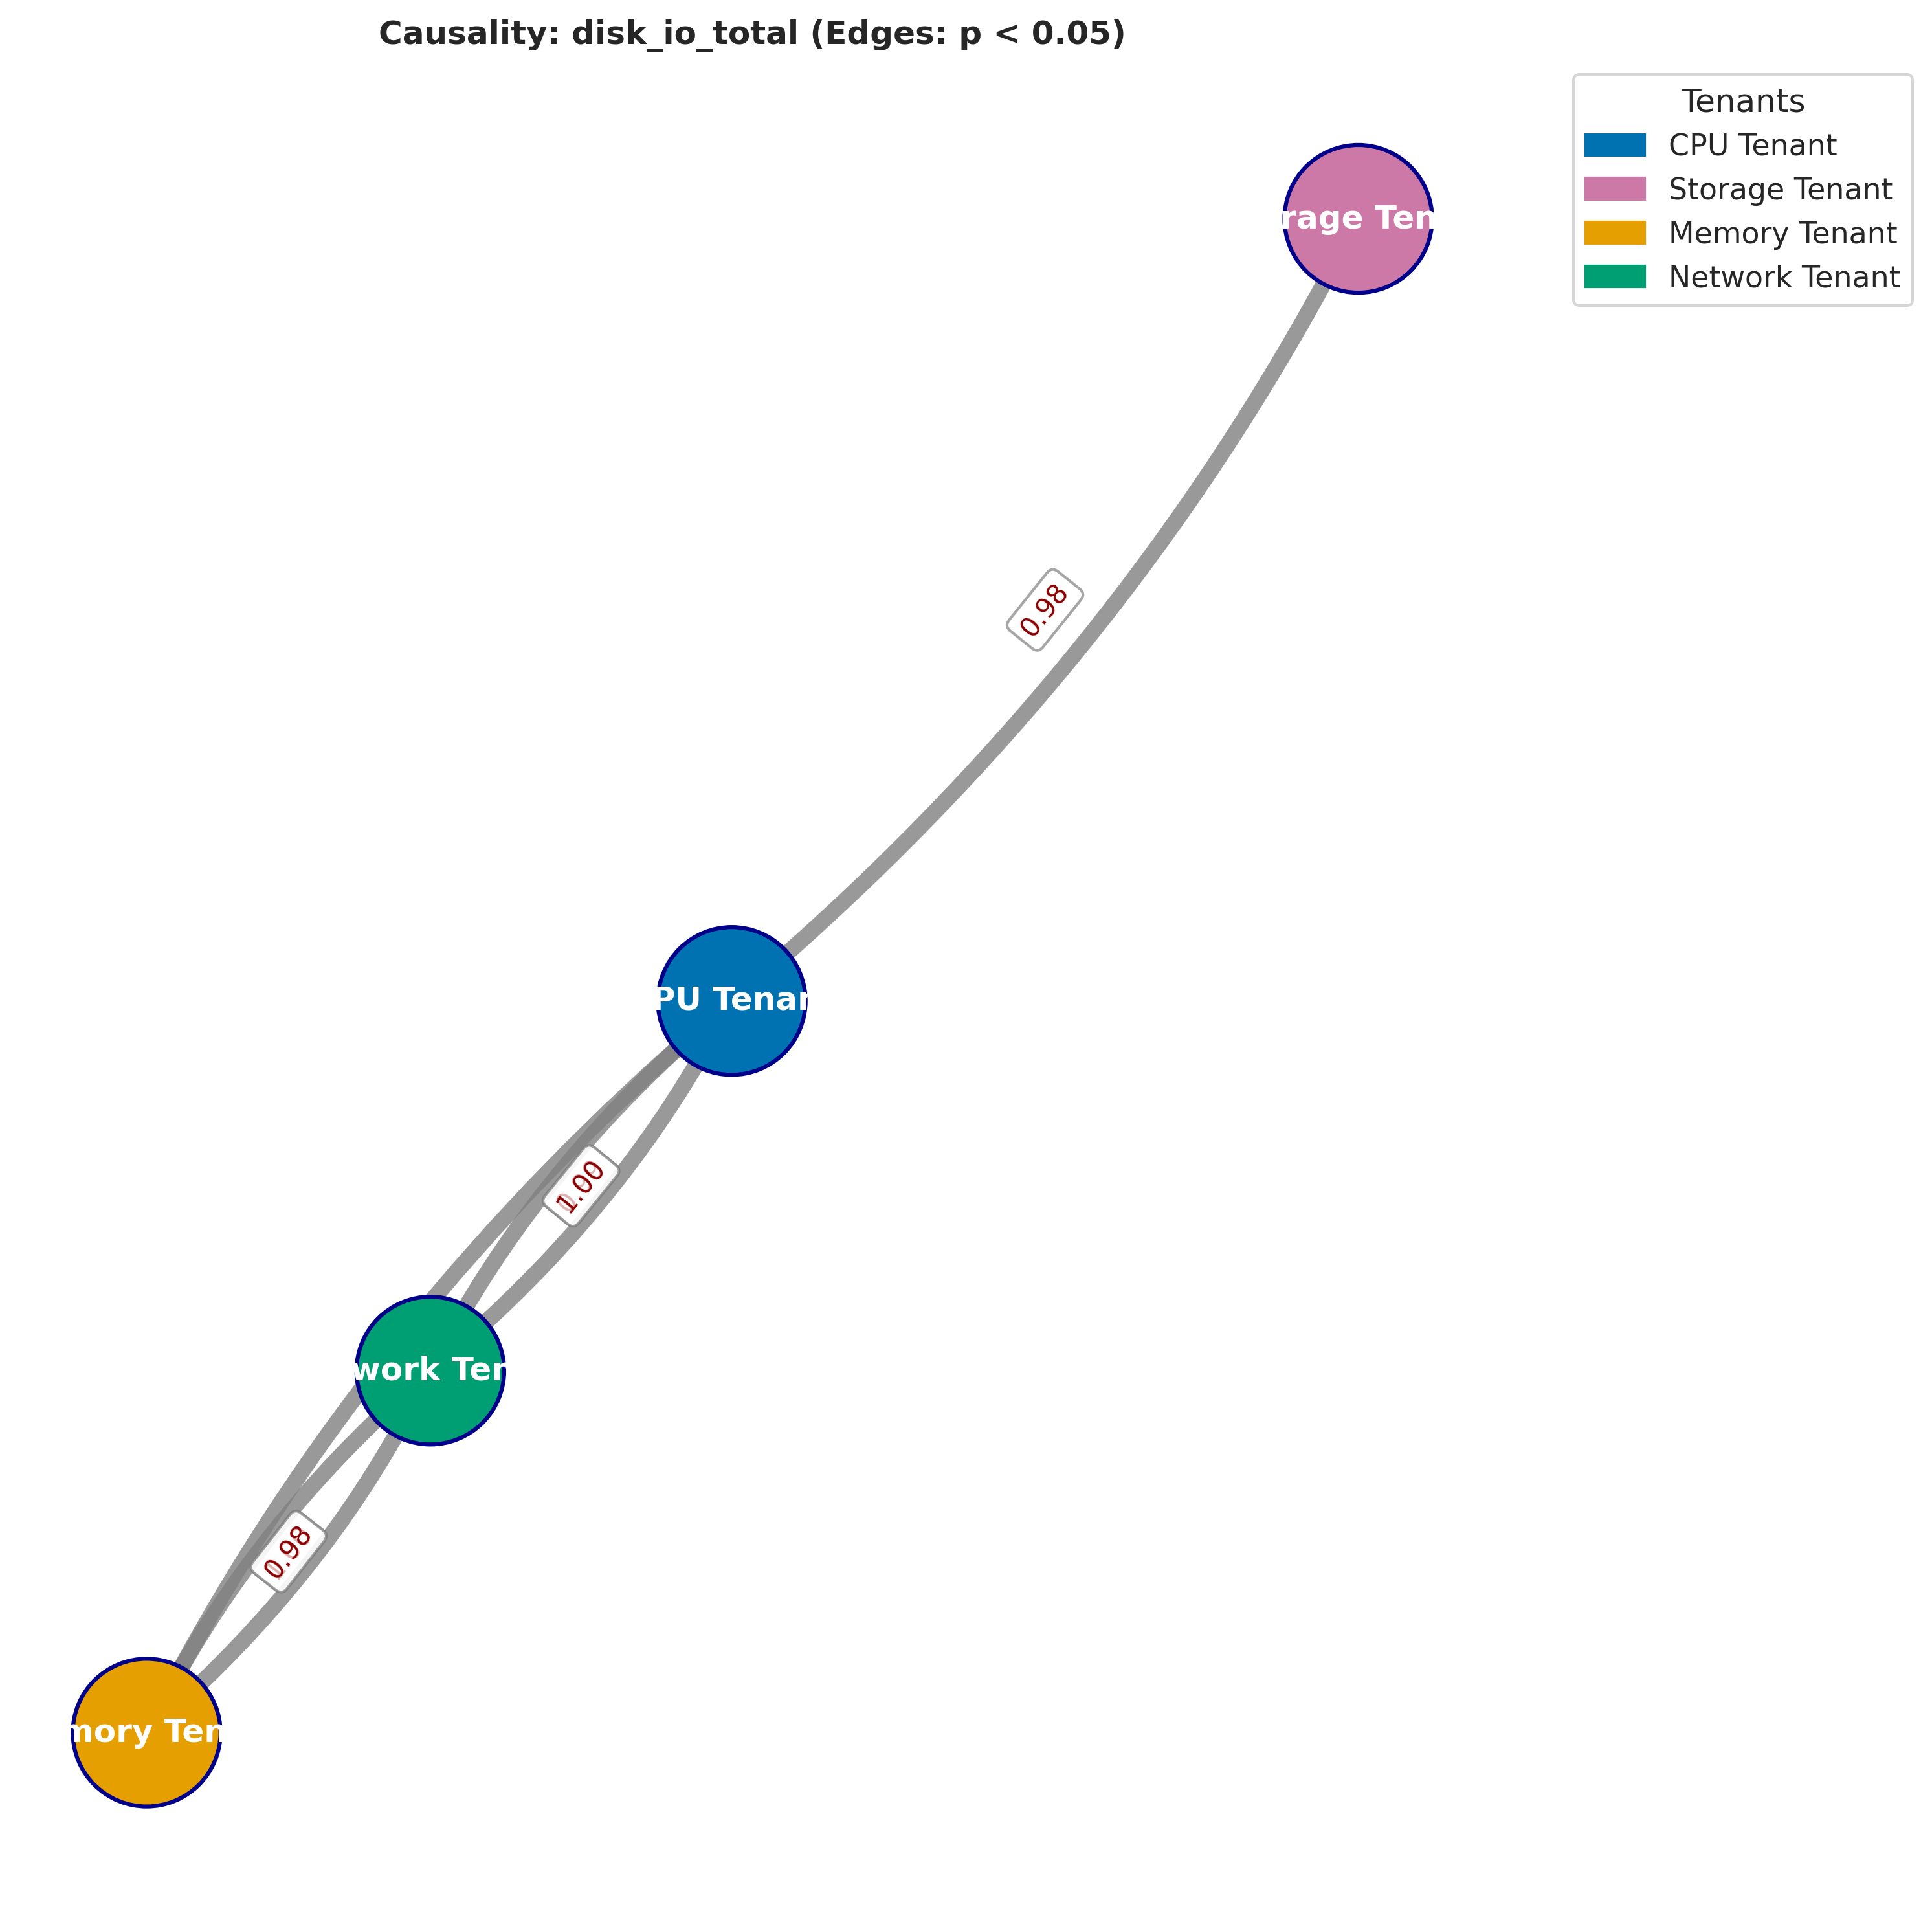 Causality: disk_io_total (Edges: p < 0.05)
Tenants
CPU Tenant
Storage Tenant
Memory Tenant
Network Tenant
rage Ten
0.98
PU Tenar
1.00
work Ter
0.98
mory Ter